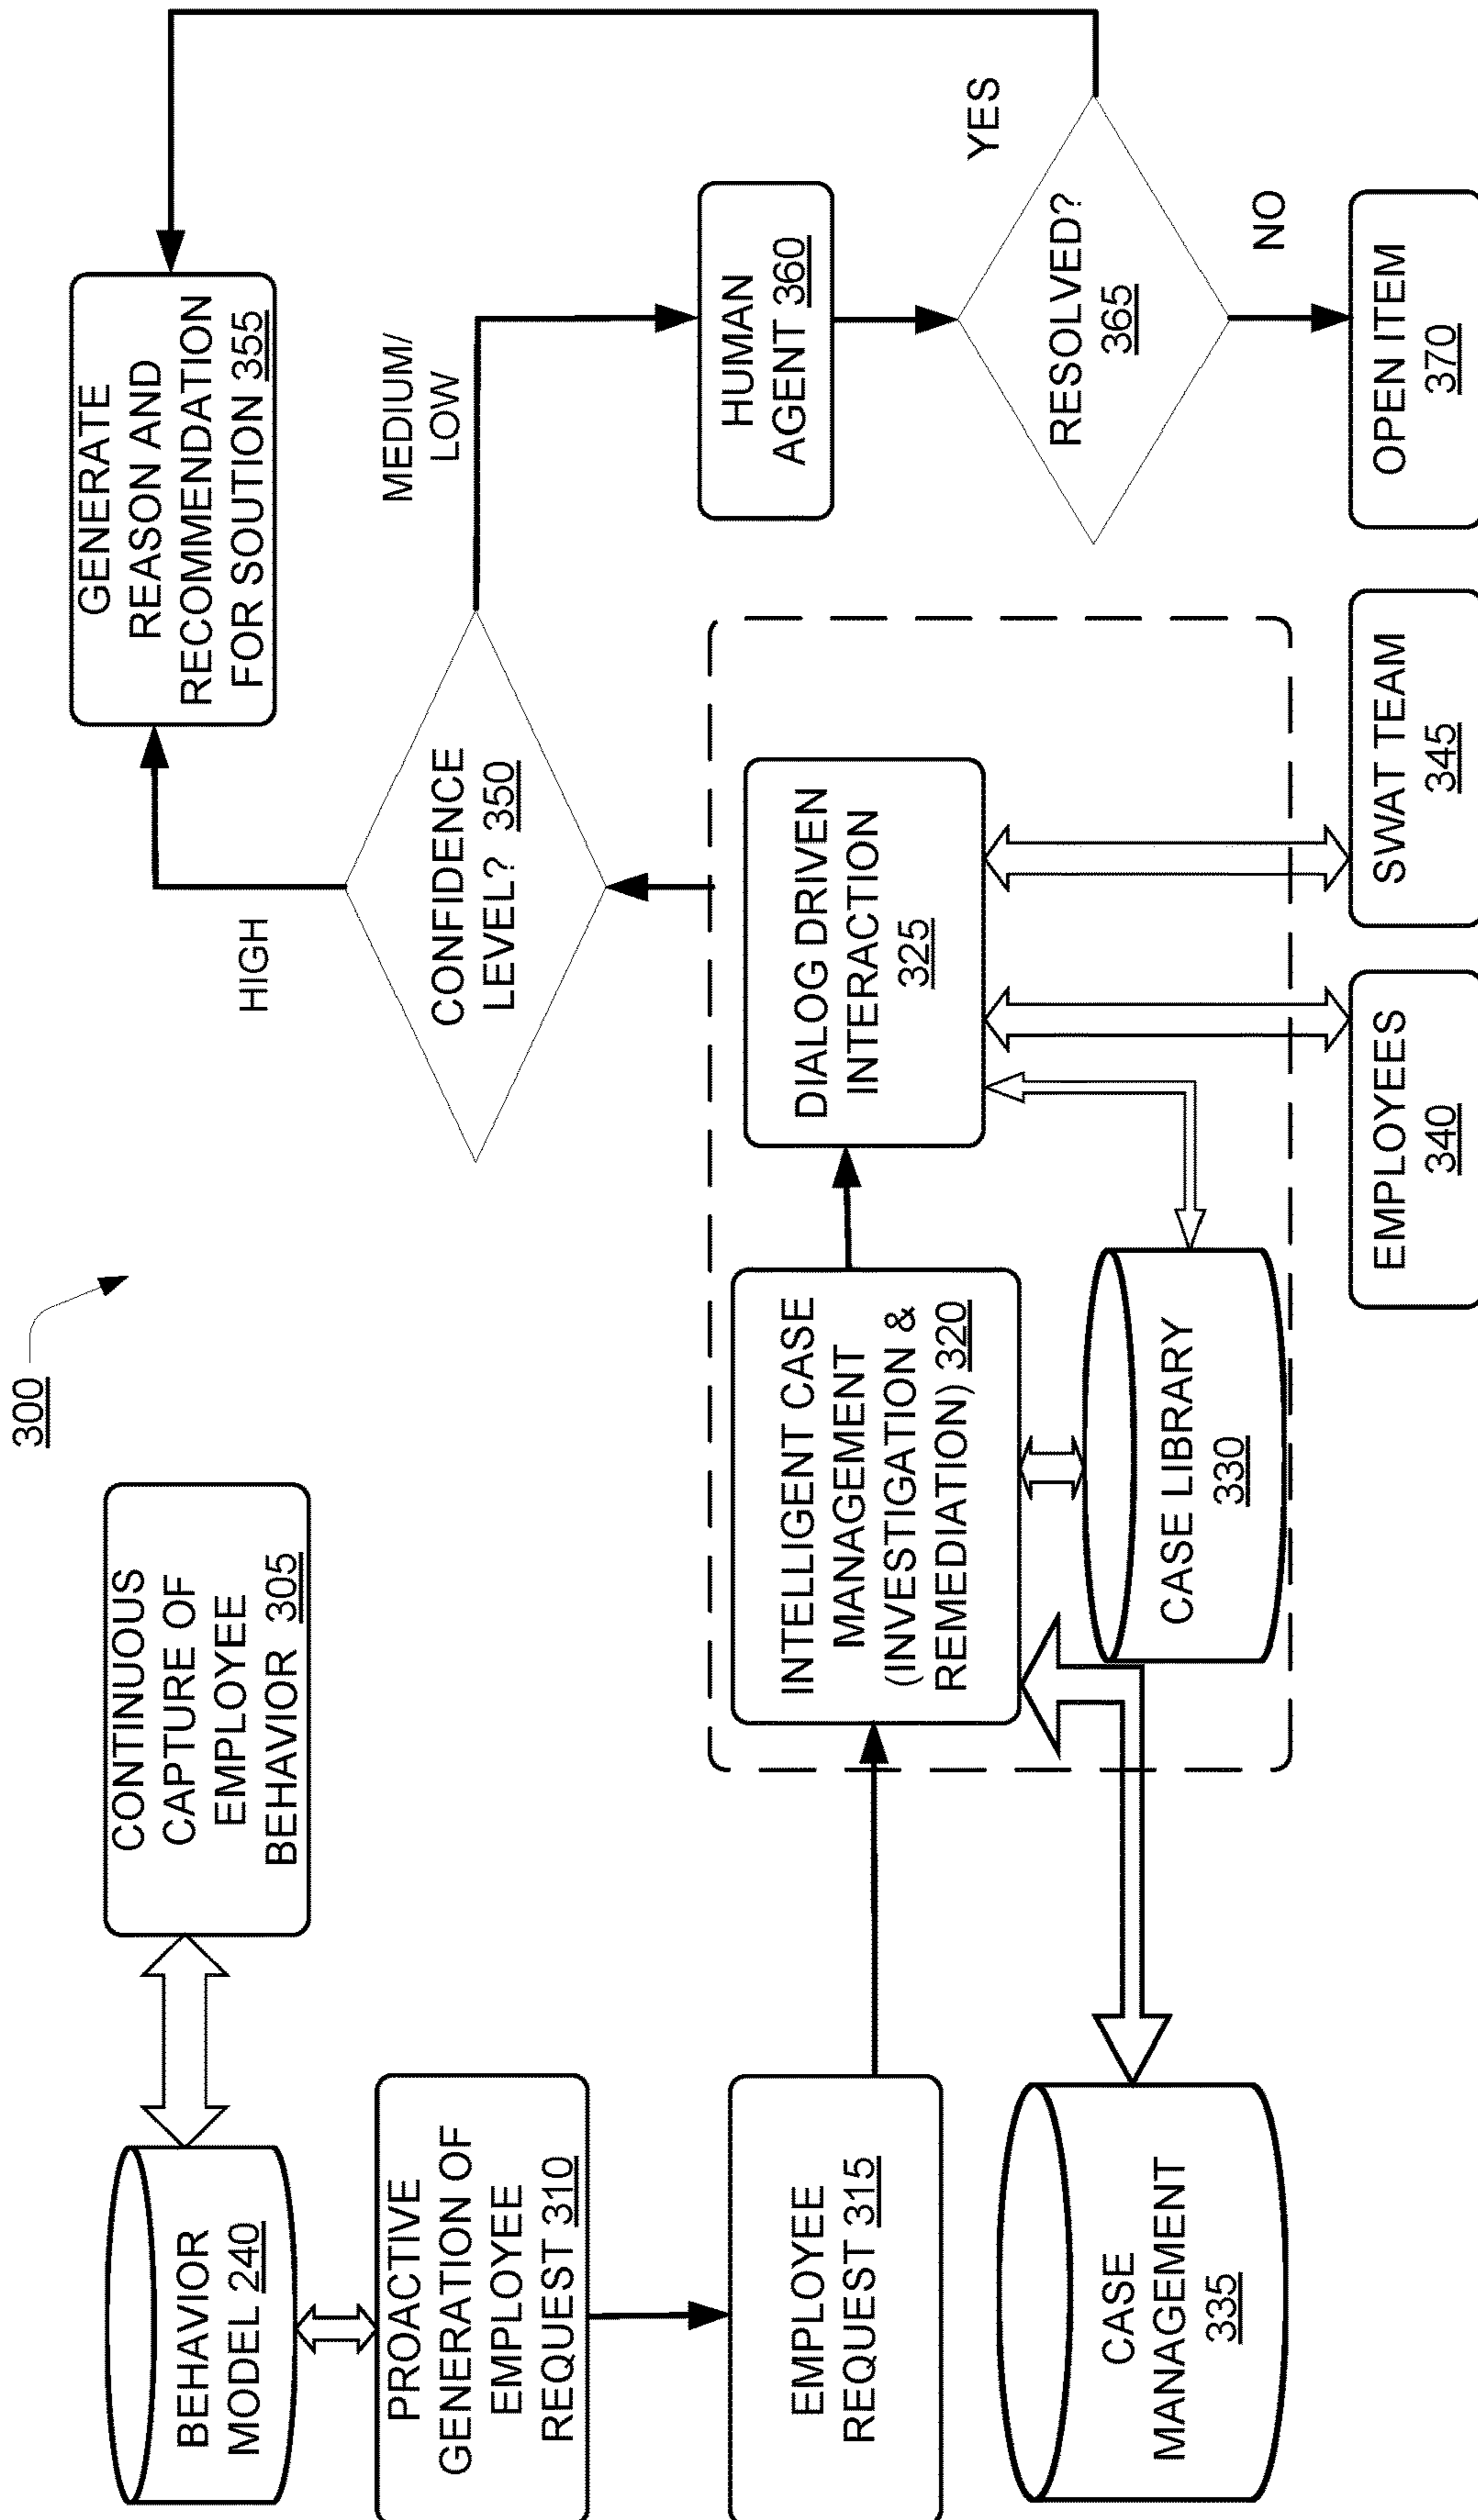 300
BEHAVIOR
MODEL 240
CONTINUOUS
CAPTURE OF
EMPLOYEE
BEHAVIOR 305
PROACTIVE
GENERATION OF
EMPLOYEE
REQUEST 310
EMPLOYEE
REQUEST 315
CASE
MANAGEMENT
335
INTELLIGENT CASE
MANAGEMENT
(INVESTIGATION &
REMEDIATION) 320
CASE LIBRARY
330
DIALOG DRIVEN
INTERACTION
325
EMPLOYEES
340
SWAT TEAM
345
CONFIDENCE
LEVEL? 350
HIGH
MEDIUM/
LOW
GENERATE
REASON AND
RECOMMENDATION
FOR SOUTION 355
HUMAN
AGENT 360
RESOLVED?
365
YES
NO
OPEN ITEM
370